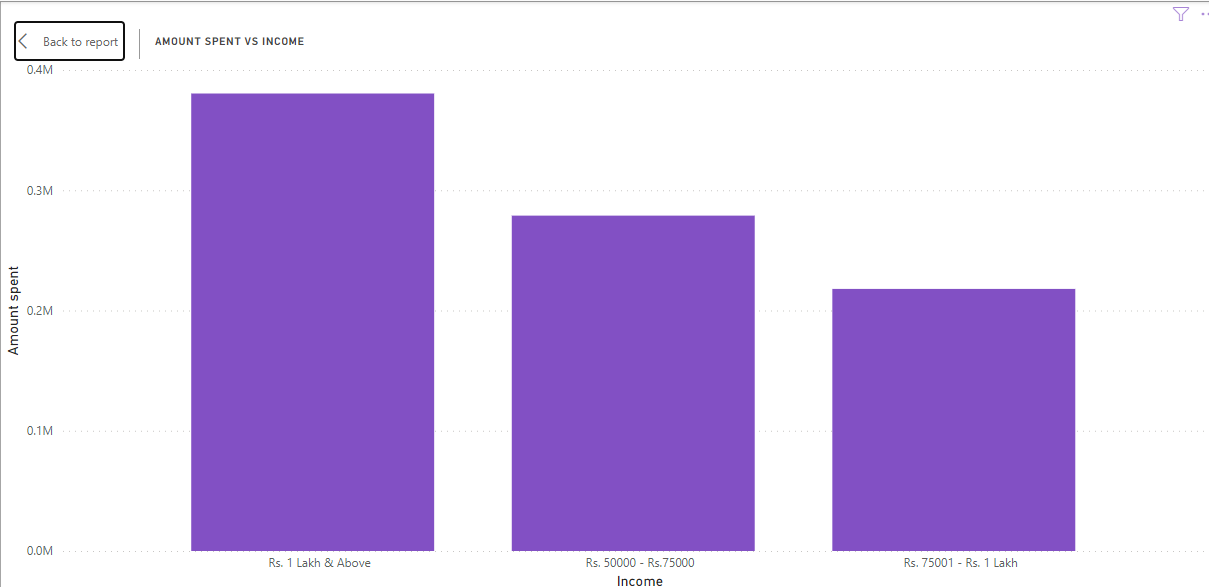 Back to report
AMOUNT SPENT VS INCOME
0.4M
0.3M
0.2M
0.1M
0.0M
Amount spent
Rs. 1 Lakh & Above
Rs. 50000 - Rs.75000
Rs. 75001 - Rs. 1 Lakh
Income